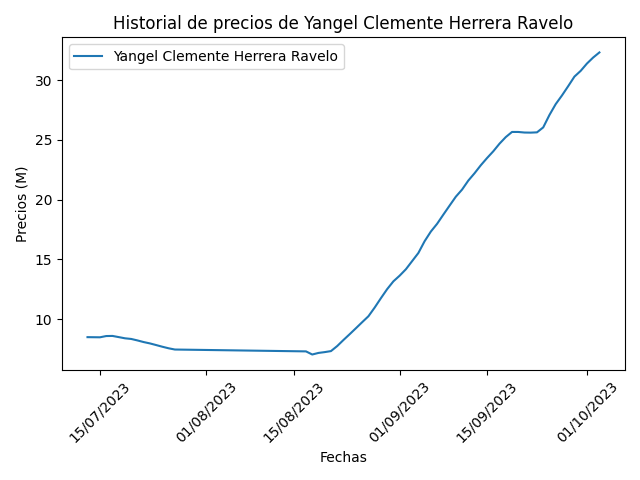 Historial de precios de Yangel Clemente Herrera Ravelo
Yangel Clemente Herrera Ravelo
Precios (M)
30
25
20
15
10
15/07/2023
01/08/2023
15/08/2023
01/09/2023
15/09/2023
01/10/2023
Fechas